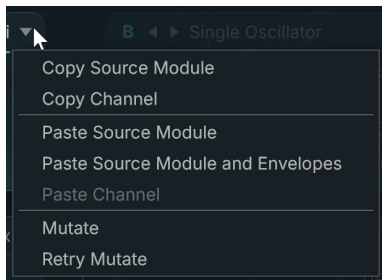 B Single Oscillator
Copy Source Module
Copy Channel
Paste Source Module
Paste Source Module and Envelopes
Paste Channel
Mutate
Retry Mutate